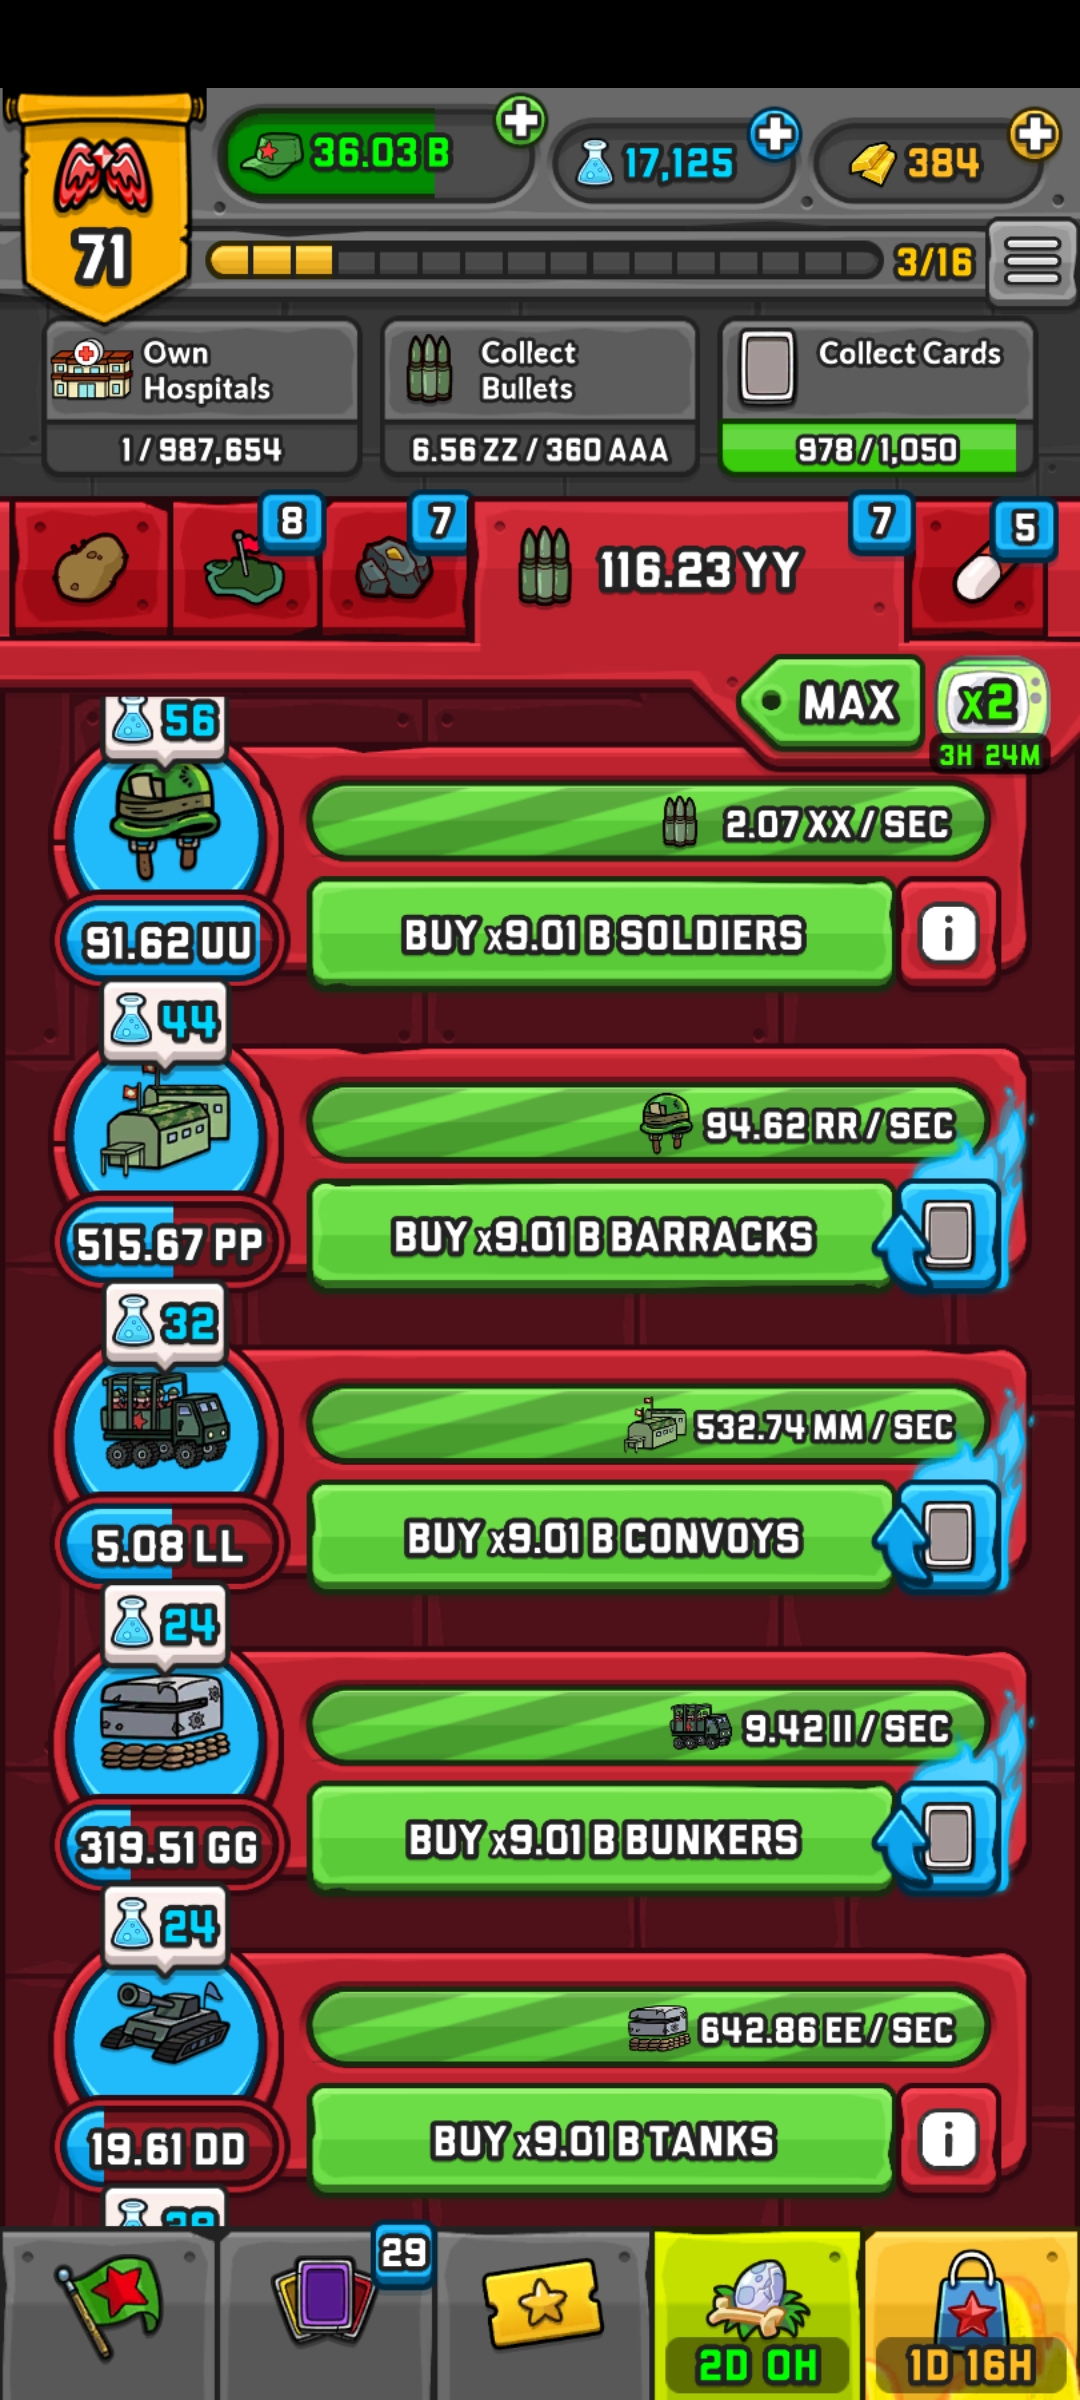 36.03 B
17,125
384
71
3/16
Own
Hospitals
1/987,654
Collect
Bullets
6.56 ZZ / 360 AAA
Collect Cards
978/1,050
8
7
116.23 YY
7
5
MAX
x2
3H 24M
56
2.07 XX / SEC
91.62 UU
BUY x9.01 B SOLDIERS
i
44
94.62 RR / SEC
515.67 PP
BUY x9.01 B BARRACKS
32
532.74 MM / SEC
5.08 LL
BUY x9.01 B CONVOYS
24
9.42 II / SEC
319.51 GG
BUY x9.01 B BUNKERS
24
642.86 EE / SEC
19.61 DD
BUY x9.01 B TANKS
i
29
2D 0H
1D 16H